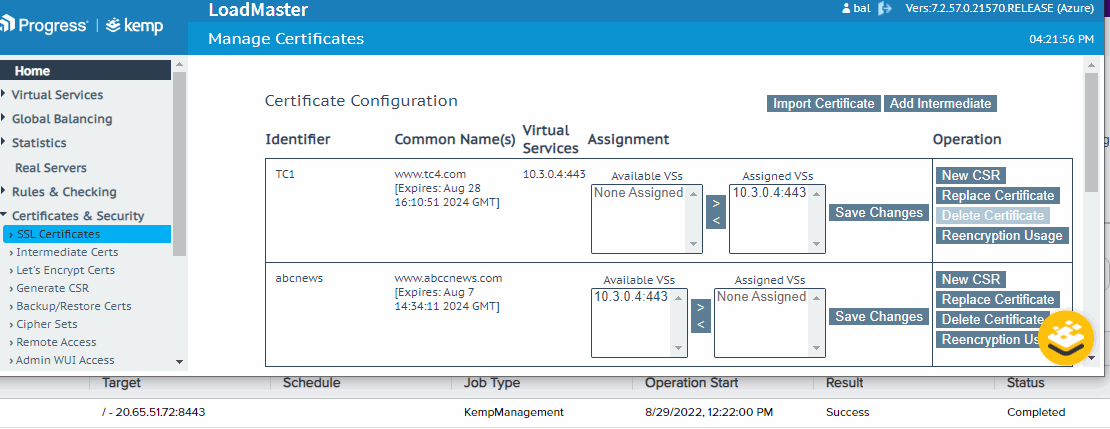 Progress | kemp
LoadMaster
bal Vers:7.2.57.0.21570.RELEASE (Azure)
Manage Certificates
04:21:56 PM
Home
Virtual Services
Global Balancing
Statistics
Real Servers
Rules & Checking
Certificates & Security
› SSL Certificates
› Intermediate Certs
› Let's Encrypt Certs
› Generate CSR
› Backup/Restore Certs
› Cipher Sets
› Remote Access
› Admin WUI Access
Certificate Configuration
Import Certificate Add Intermediate
Identifier Common Name(s) Virtual Services Assignment Operation
TC1
www.tc4.com
[Expires: Aug 28
16:10:51 2024 GMT]
10.3.0.4:443
Available VSs
None Assigned
>
<
Assigned VSs
10.3.0.4:443
Save Changes
New CSR
Replace Certificate
Delete Certificate
Reencryption Usage
abcnews
www.abccnews.com
[Expires: Aug 7
14:34:11 2024 GMT]
Available VSs
10.3.0.4:443
>
<
Assigned VSs
None Assigned
Save Changes
New CSR
Replace Certificate
Delete Certificate
Reencryption
Target Schedule Job Type Operation Start Result Status
/ - 20.65.51.72:8443 KempManagement 8/29/2022, 12:22:00 PM Success Completed